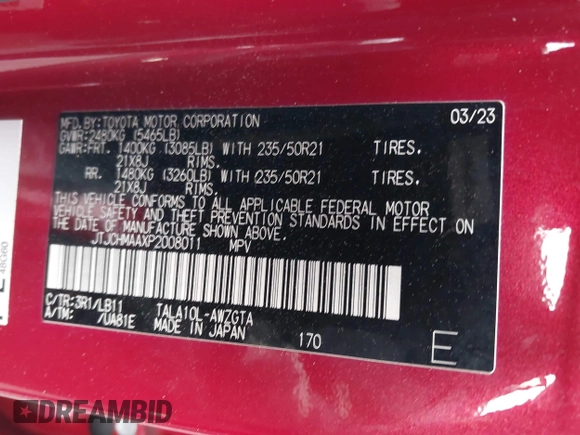 MFD.BY:TOYOTA MOTOR CORPORATION 03/23
GVWR:2480KG (5465LB)
GAWR:FRT. 1400KG (3085LB) WITH 235/50R21 TIRES.
21X8J RIMS.
RR. 1480KG (3260LB) WITH 235/50R21 TIRES.
21X8J RIMS.
THIS VEHICLE CONFORMS TO ALL APPLICABLE FEDERAL MOTOR
VEHICLE SAFETY AND THEFT PREVENTION STANDARDS IN EFFECT ON
THE DATE OF MANUFACTURE SHOWN ABOVE.
JTJCHMAAXP2008011 MPV
C/TR:3R1/LB11 TALA10L-AWZGTA
A/TM: /UA81E MADE IN JAPAN 170 E
48G60
DREAMBID